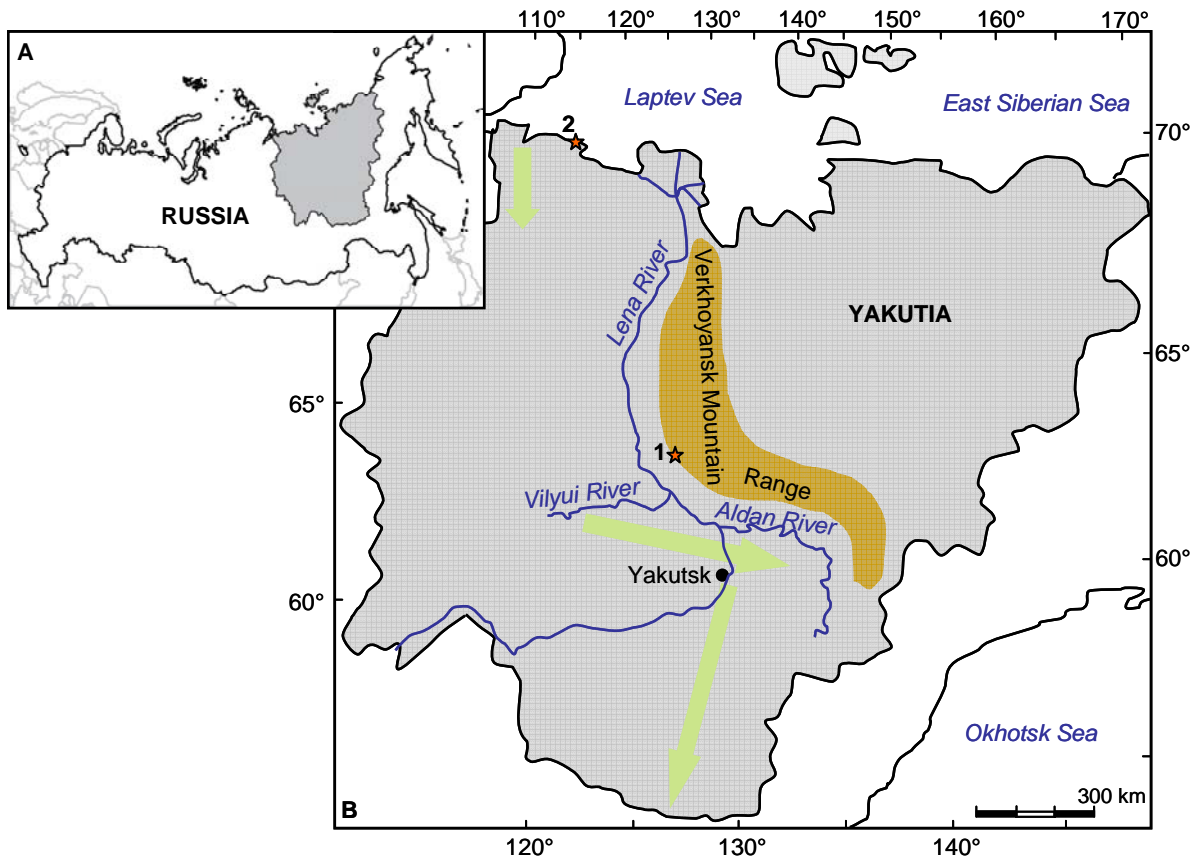 110° 120° 130° 140° 150° 160° 170°
A
RUSSIA
Laptev Sea
East Siberian Sea
2
70°
Lena River
Verkhoyansk Mountain
Range
YAKUTIA
65°
65°
1
Vilyui River
Aldan River
Yakutsk
60°
60°
Okhotsk Sea
300 km
B
120° 130° 140°